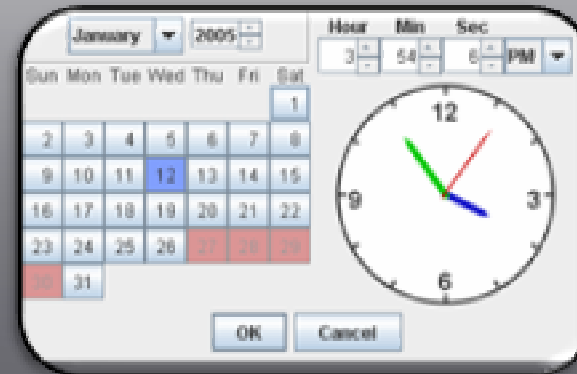 January 2005 Hour Min Sec
3 54 6 PM
Sun Mon Tue Wed Thu Fri Sat
1
2 3 4 5 6 7 8
9 10 11 12 13 14 15
16 17 18 19 20 21 22
23 24 25 26 27 28 29
30 31
12
9 3
6
OK Cancel